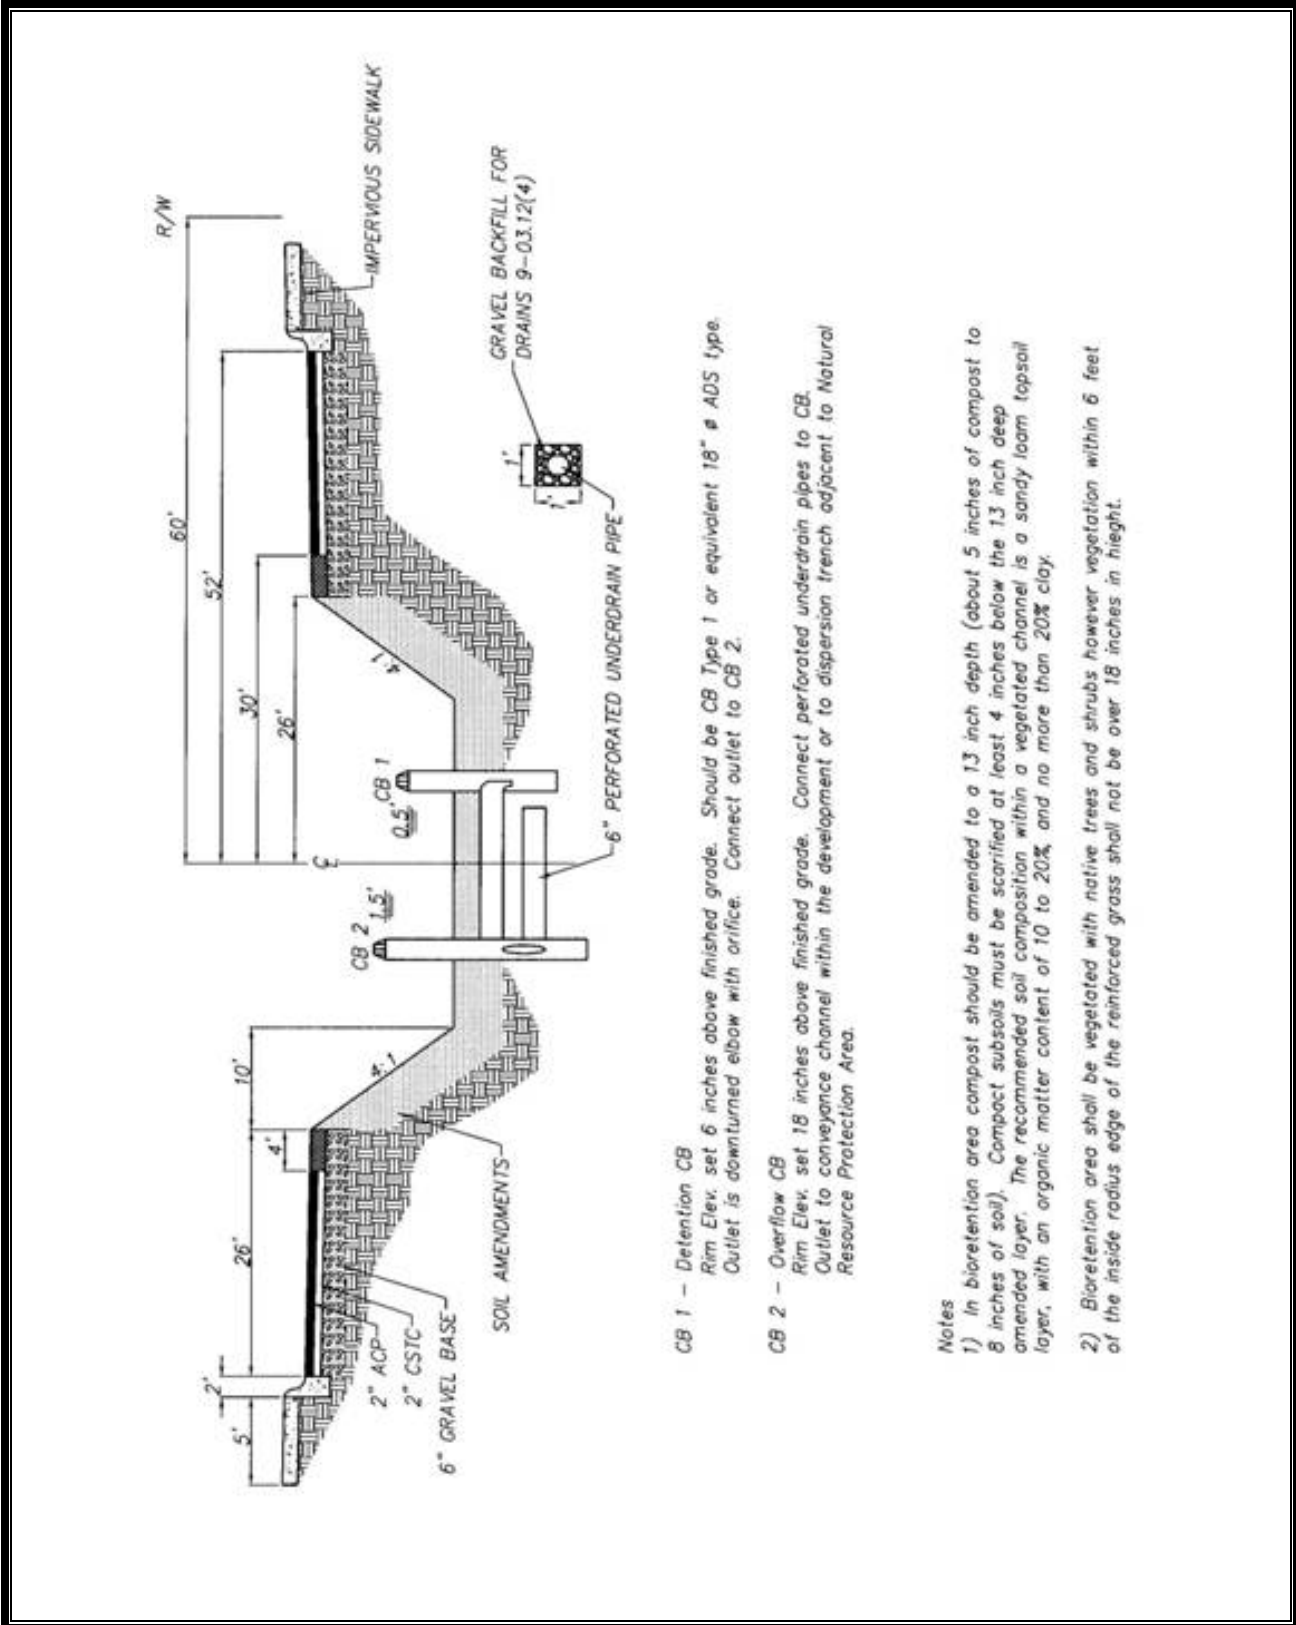 R/W
60'
52'
30'
26'
IMPERVIOUS SIDEWALK
10'
4'
26'
2'
5'
4:1
4:1
℄
CB 2
1.5'
0.5'
CB 1
GRAVEL BACKFILL FOR
DRAINS 9-03.12(4)
1'
1'
2" ACP
2" CSTC
6" GRAVEL BASE
SOIL AMENDMENTS
6" PERFORATED UNDERDRAIN PIPE
CB 1 - Detention CB
Rim Elev. set 6 inches above finished grade. Should be CB Type 1 or equivalent 18" ø ADS type.
Outlet is downturned elbow with orifice. Connect outlet to CB 2.
CB 2 - Overflow CB
Rim Elev. set 18 inches above finished grade. Connect perforated underdrain pipes to CB.
Outlet to conveyance channel within the development or to dispersion trench adjacent to Natural
Resource Protection Area.
Notes
1) In bioretention area compost should be amended to a 13 inch depth (about 5 inches of compost to
8 inches of soil). Compact subsoils must be scarified at least 4 inches below the 13 inch deep
amended layer. The recommended soil composition within a vegetated channel is a sandy loam topsoil
layer, with an organic matter content of 10 to 20%, and no more than 20% clay.
2) Bioretention area shall be vegetated with native trees and shrubs however vegetation within 6 feet
of the inside radius edge of the reinforced grass shall not be over 18 inches in hieght.